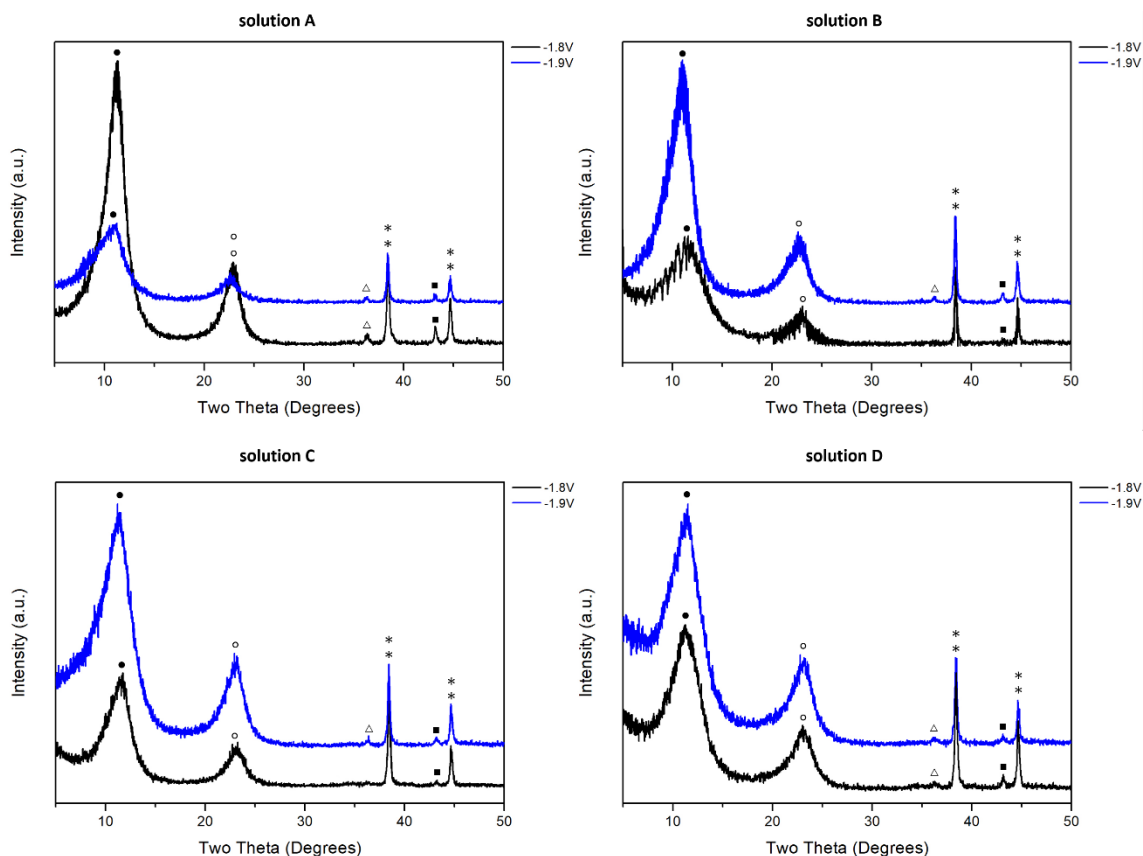 solution A
-1.8V
-1.9V
Intensity (a.u.)
10 20 30 40 50
Two Theta (Degrees)
solution B
-1.8V
-1.9V
Intensity (a.u.)
10 20 30 40 50
Two Theta (Degrees)
solution C
-1.8V
-1.9V
Intensity (a.u.)
10 20 30 40 50
Two Theta (Degrees)
solution D
-1.8V
-1.9V
Intensity (a.u.)
10 20 30 40 50
Two Theta (Degrees)